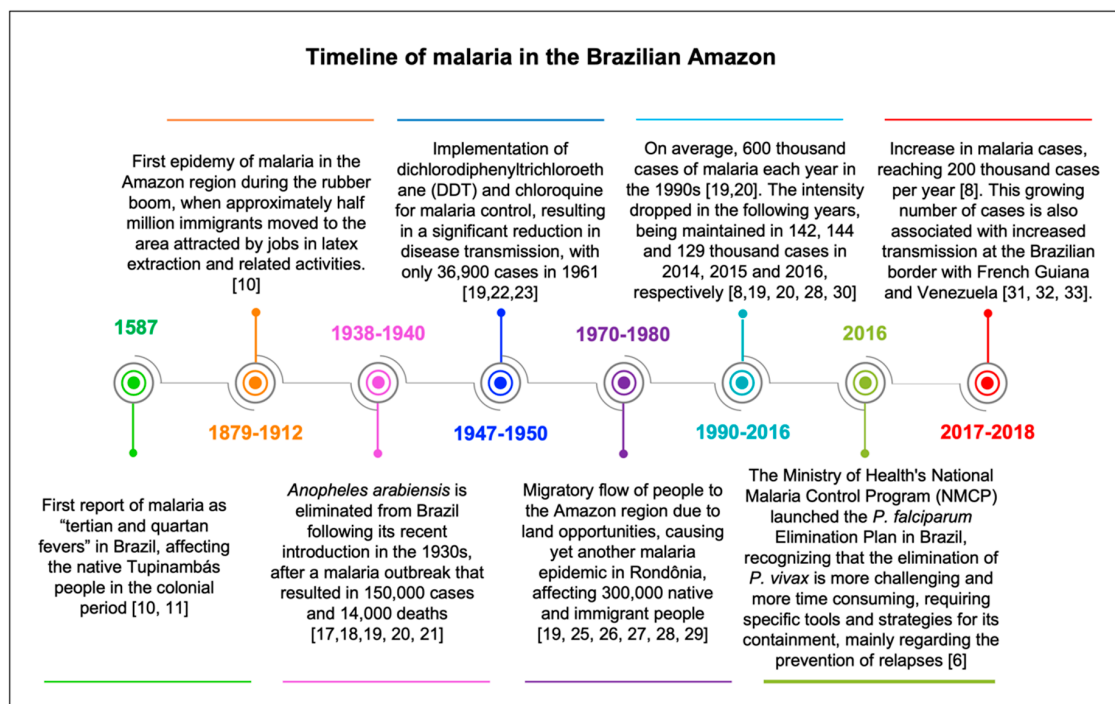 Timeline of malaria in the Brazilian Amazon
First epidemy of malaria in the
Amazon region during the rubber
boom, when approximately half
million immigrants moved to the
area attracted by jobs in latex
extraction and related activities.
[10]
Implementation of
dichlorodiphenyltrichloroeth
ane (DDT) and chloroquine
for malaria control, resulting
in a significant reduction in
disease transmission, with
only 36,900 cases in 1961
[19,22,23]
On average, 600 thousand
cases of malaria each year in
the 1990s [19,20]. The intensity
dropped in the following years,
being maintained in 142, 144
and 129 thousand cases in
2014, 2015 and 2016,
respectively [8,19, 20, 28, 30]
Increase in malaria cases,
reaching 200 thousand cases
per year [8]. This growing
number of cases is also
associated with increased
transmission at the Brazilian
border with French Guiana
and Venezuela [31, 32, 33].
1587
1938-1940
1970-1980
2016
1879-1912
1947-1950
1990-2016
2017-2018
First report of malaria as
“tertian and quartan
fevers” in Brazil, affecting
the native Tupinambás
people in the colonial
period [10, 11]
Anopheles arabiensis is
eliminated from Brazil
following its recent
introduction in the 1930s,
after a malaria outbreak that
resulted in 150,000 cases
and 14,000 deaths
[17,18,19, 20, 21]
Migratory flow of people to
the Amazon region due to
land opportunities, causing
yet another malaria
epidemic in Rondônia,
affecting 300,000 native
and immigrant people
[19, 25, 26, 27, 28, 29]
The Ministry of Health's National
Malaria Control Program (NMCP)
launched the P. falciparum
Elimination Plan in Brazil,
recognizing that the elimination of
P. vivax is more challenging and
more time consuming, requiring
specific tools and strategies for its
containment, mainly regarding the
prevention of relapses [6]